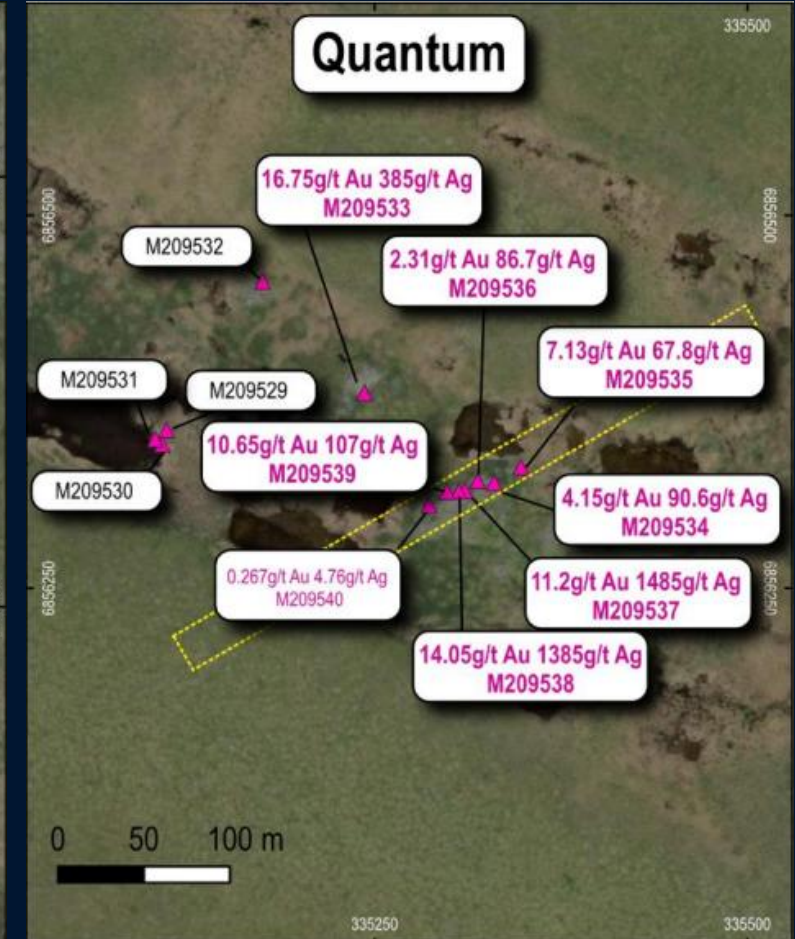 335500
Quantum
16.75g/t Au 385g/t Ag
M209533
6856500
6856500
M209532
2.31g/t Au 86.7g/t Ag
M209536
7.13g/t Au 67.8g/t Ag
M209535
M209531
M209529
10.65g/t Au 107g/t Ag
M209539
M209530
4.15g/t Au 90.6g/t Ag
M209534
0.267g/t Au 4.76g/t Ag
M209540
11.2g/t Au 1485g/t Ag
M209537
6856250
6856250
14.05g/t Au 1385g/t Ag
M209538
0 50 100 m
335250
335500